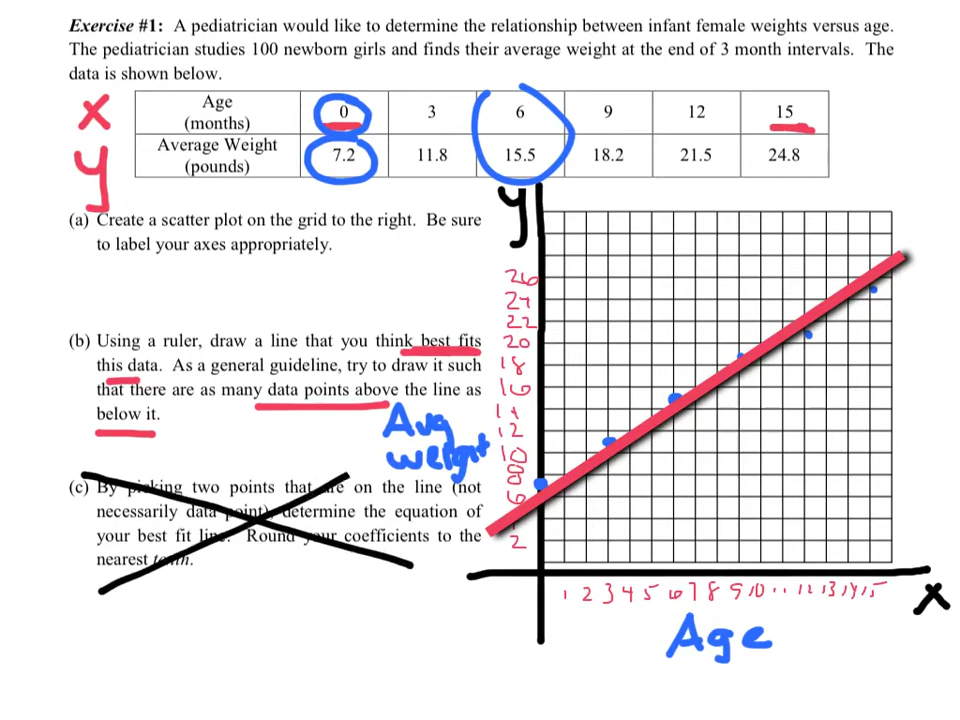 Exercise #1: A pediatrician would like to determine the relationship between infant female weights versus age.
The pediatrician studies 100 newborn girls and finds their average weight at the end of 3 month intervals. The
data is shown below.
x Age (months) 0 3 6 9 12 15
y Average Weight (pounds) 7.2 11.8 15.5 18.2 21.5 24.8
y
(a) Create a scatter plot on the grid to the right. Be sure
to label your axes appropriately.
(b) Using a ruler, draw a line that you think best fits
this data. As a general guideline, try to draw it such
that there are as many data points above the line as
below it.
(c) By picking two points that are on the line (not
necessarily data point), determine the equation of
your best fit line. Round your coefficients to the
nearest tenth.
Avg
weight
26
24
22
20
18
16
14
12
10
8
6
2
1 2 3 4 5 6 7 8 9 10 11 12 13 14 15
x
Age